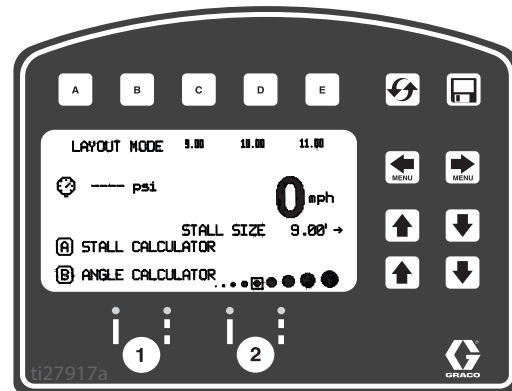 A B C D E
LAYOUT MODE 9.00 10.00 11.00
---- psi
0 mph
MENU MENU
STALL SIZE 9.00' →
A STALL CALCULATOR
B ANGLE CALCULATOR
1 2
ti27917a
GRACO